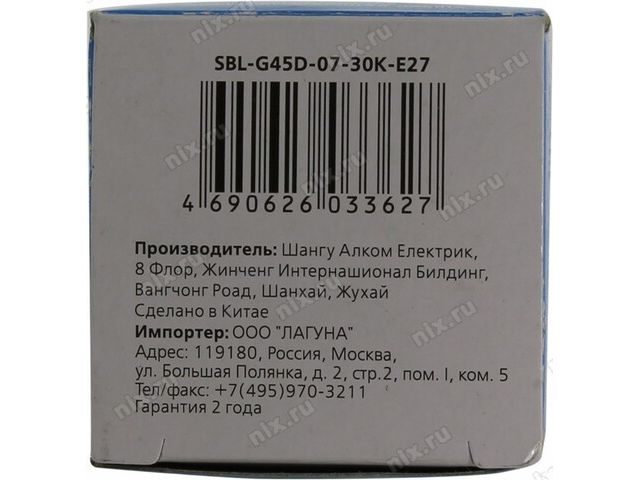 SBL-G45D-07-30K-E27
4 690626 033627
Производитель: Шангу Алком Електрик,
8 Флор, Жинченг Интернашионал Билдинг,
Вангчонг Роад, Шанхай, Жухай
Сделано в Китае
Импортер: ООО "ЛАГУНА"
Адрес: 119180, Россия, Москва,
ул. Большая Полянка, д. 2, стр.2, пом. I, ком. 5
Тел/факс: +7(495)970-3211
Гарантия 2 года
nix.ru